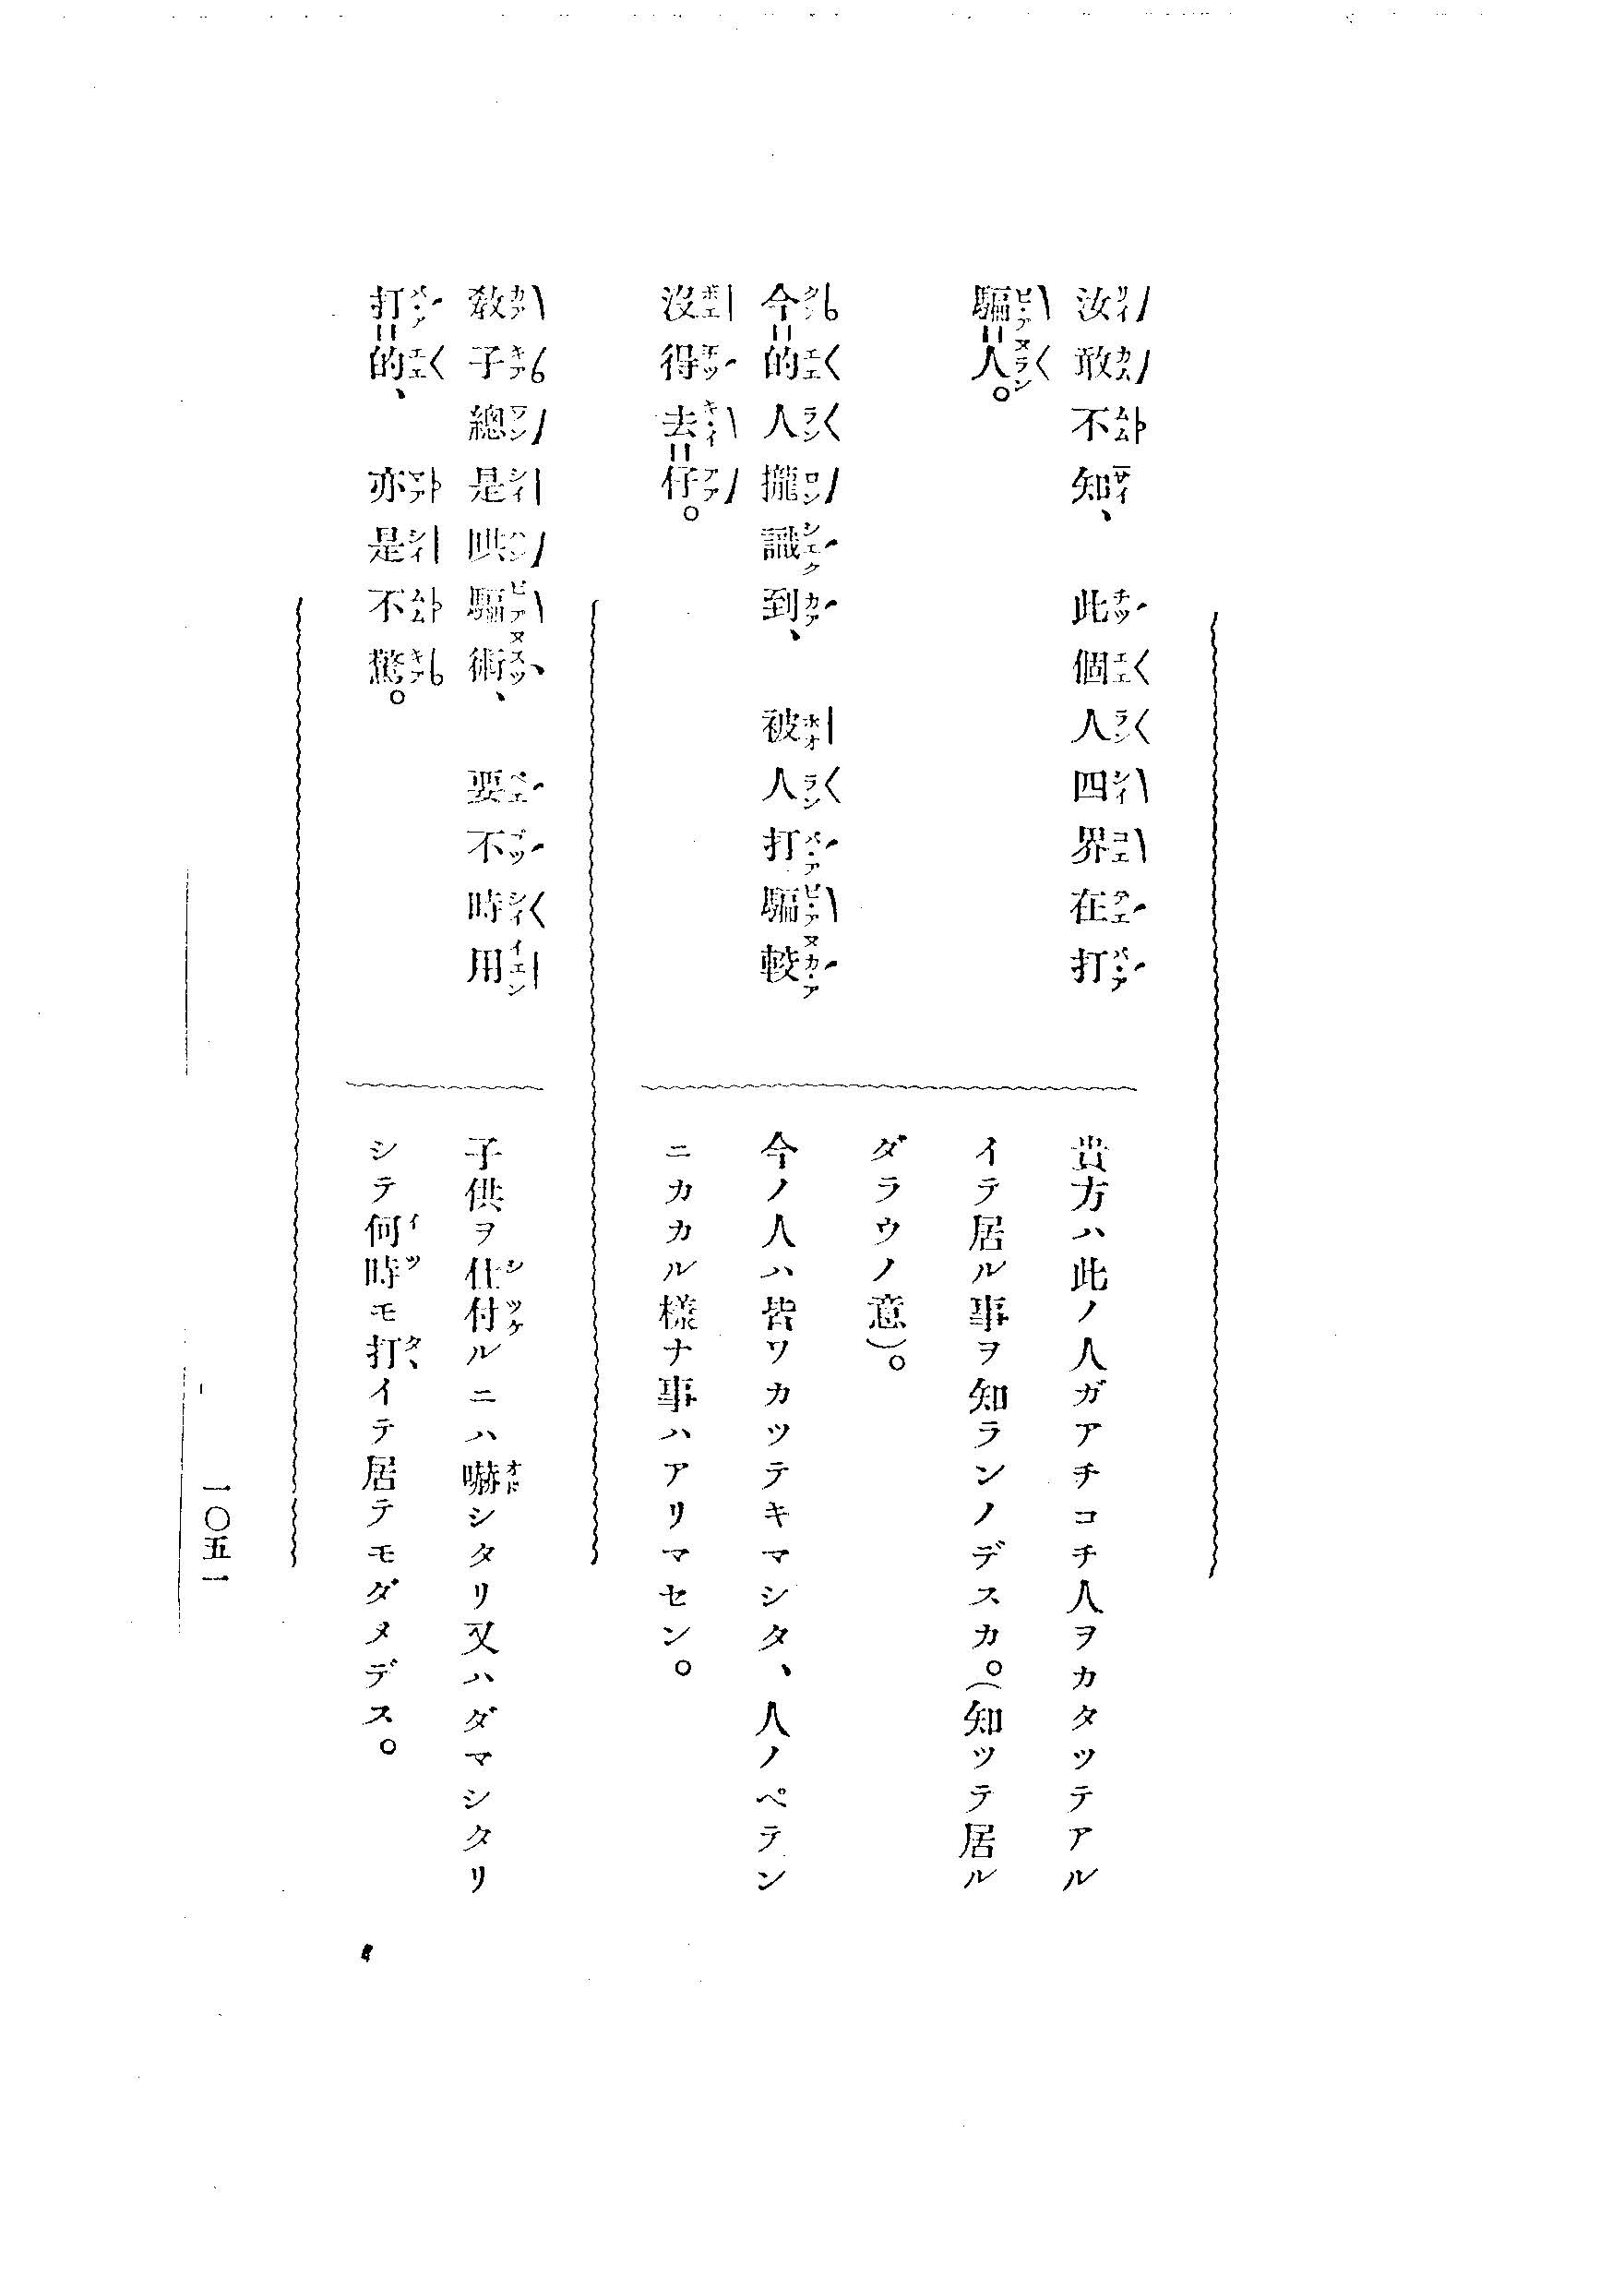 汝敢不知、此個人四界在打
騙＝人。
今＝的人攏識到、被人打騙較
沒得去＝仔。
教子總是哄騙術、要不時用
打＝的、亦是不驚。
貴方ハ此ノ人ガアチコチ人ヲカタツテアル
イテ居ル事ヲ知ランノデスカ。(知ツテ居ル
ダラウノ意)。
今ノ人ハ皆ワカツテキマシタ、人ノペテン
ニカカル様ナ事ハアリマセン。
子供ヲ仕付ルニハ嚇シタリ又ハダマシタリ
シテ何時モ打イテ居テモダメデス。
一〇五一